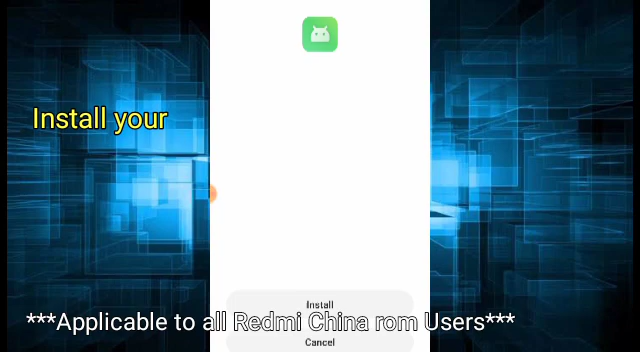 Install your
Install
***Applicable to all Redmi China rom Users***
Cancel